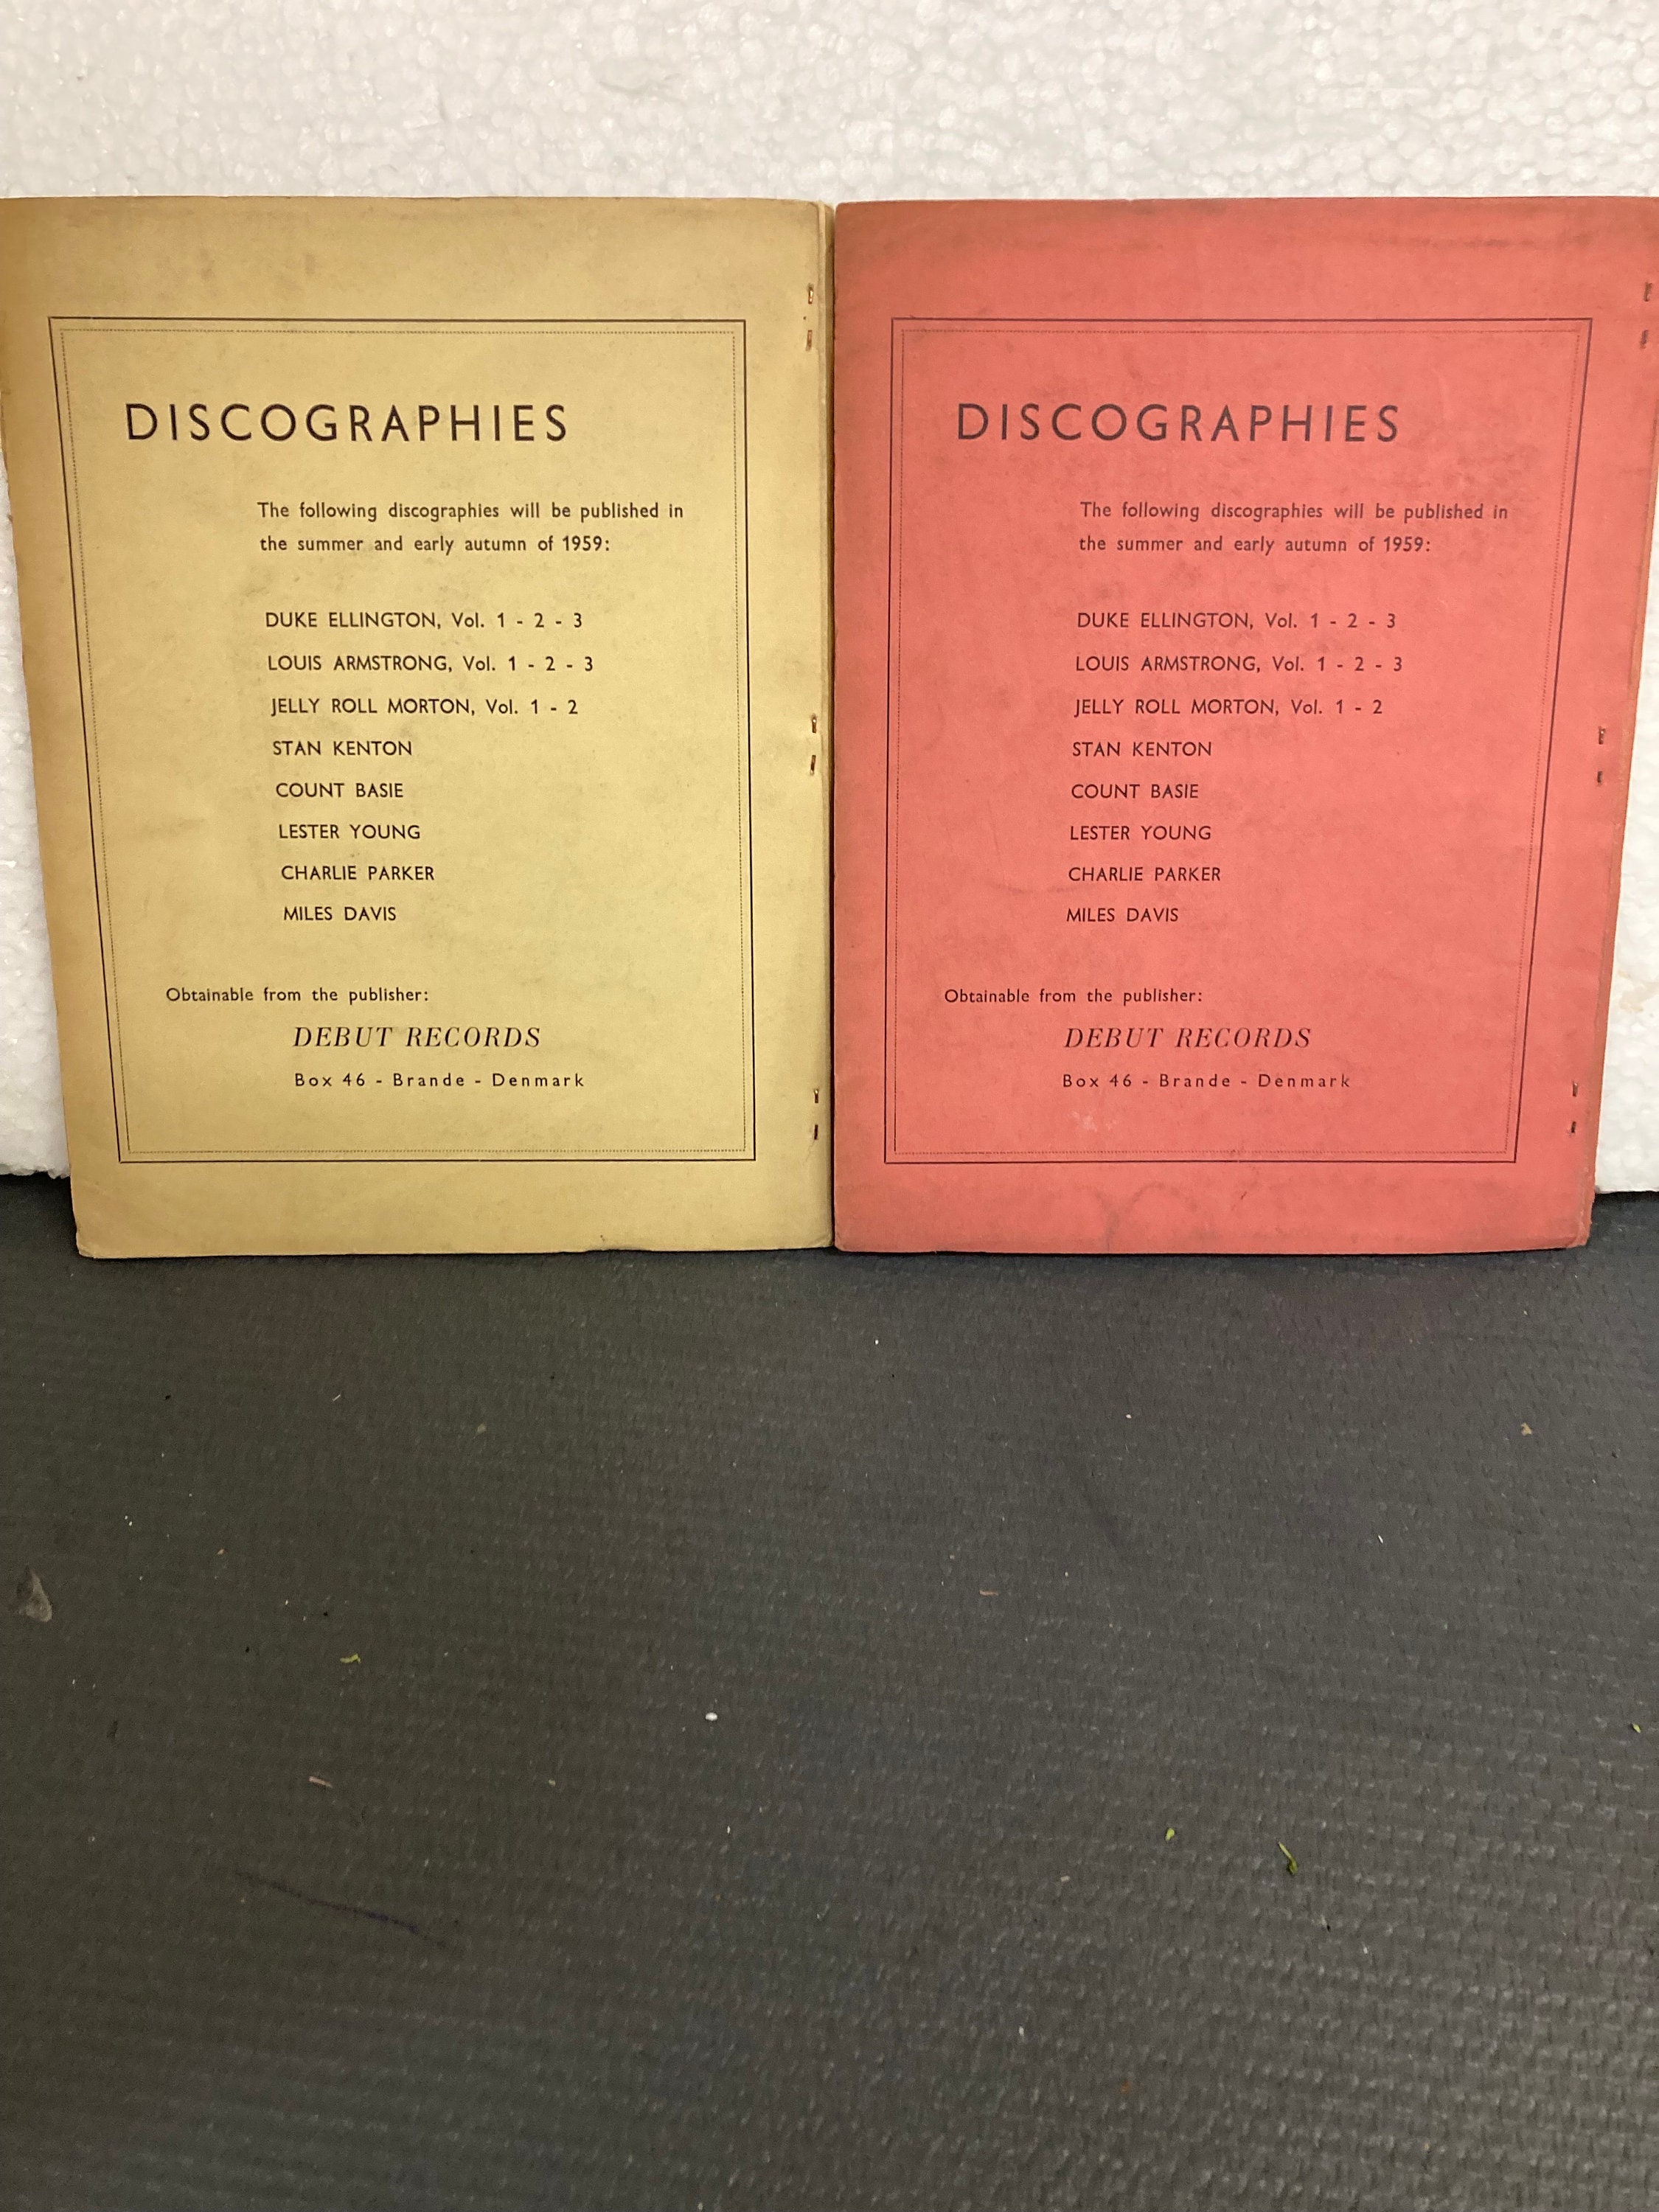 DISCOGRAPHIES
The following discographies will be published in
the summer and early autumn of 1959:
DUKE ELLINGTON, Vol. 1 - 2 - 3
LOUIS ARMSTRONG, Vol. 1 - 2 - 3
JELLY ROLL MORTON, Vol. 1 - 2
STAN KENTON
COUNT BASIE
LESTER YOUNG
CHARLIE PARKER
MILES DAVIS
Obtainable from the publisher:
DEBUT RECORDS
Box 46 - Brande - Denmark
DISCOGRAPHIES
The following discographies will be published in
the summer and early autumn of 1959:
DUKE ELLINGTON, Vol. 1 - 2 - 3
LOUIS ARMSTRONG, Vol. 1 - 2 - 3
JELLY ROLL MORTON, Vol. 1 - 2
STAN KENTON
COUNT BASIE
LESTER YOUNG
CHARLIE PARKER
MILES DAVIS
Obtainable from the publisher:
DEBUT RECORDS
Box 46 - Brande - Denmark